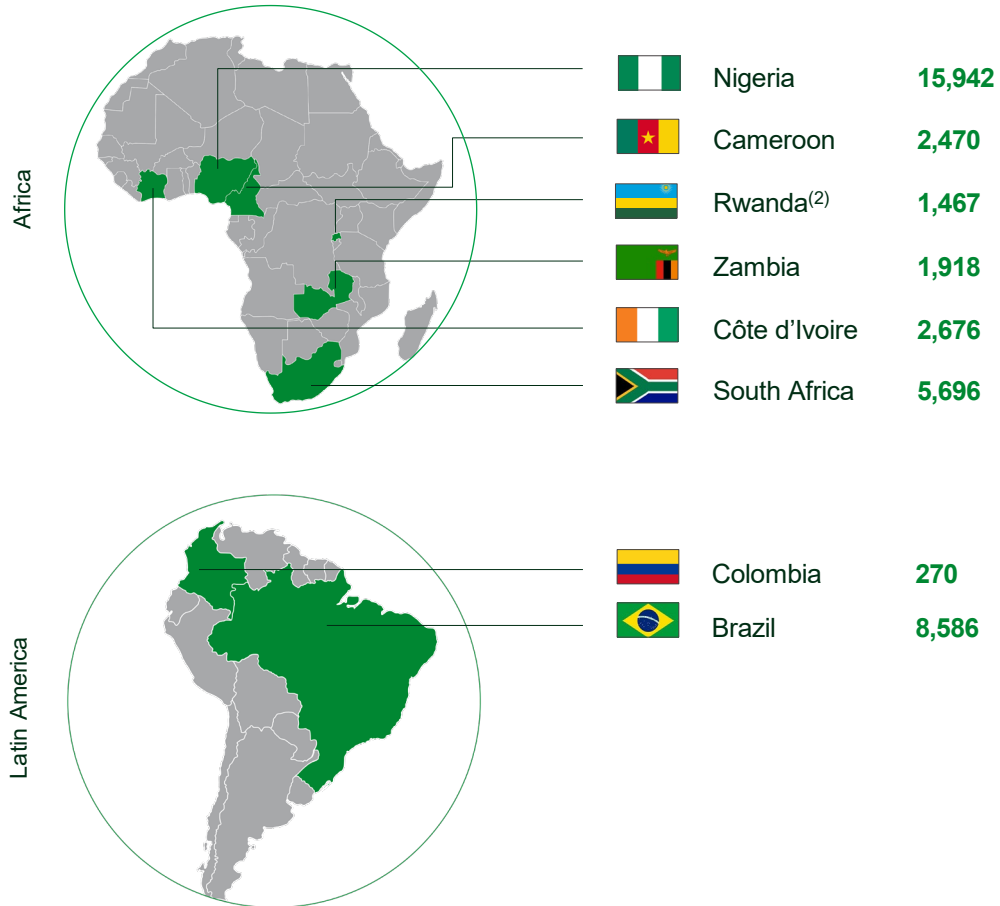 Africa
Nigeria 15,942
Cameroon 2,470
Rwanda(2) 1,467
Zambia 1,918
Côte d’Ivoire 2,676
South Africa 5,696
Latin America
Colombia 270
Brazil 8,586